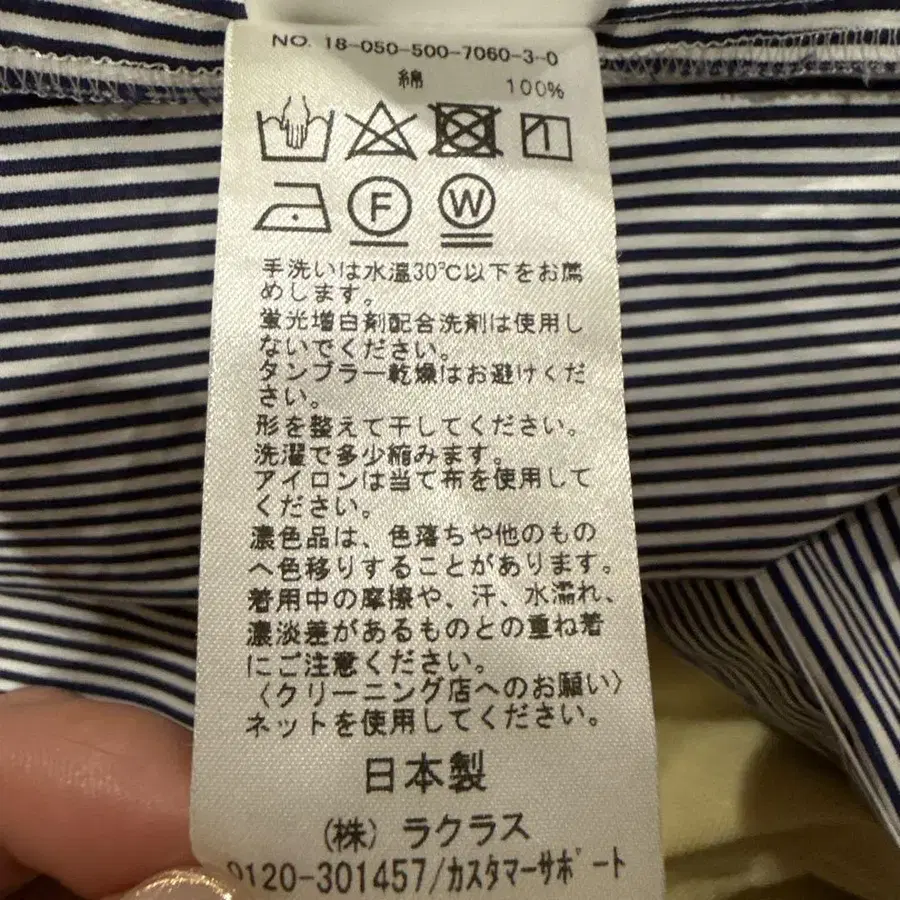 NO. 18-050-500-7060-3-0
綿 100%
F W
手洗いは水温30℃以下をお薦
めします。
蛍光増白剤配合洗剤は使用し
ないでください。
タンブラー乾燥はお避けくだ
さい。
形を整えて干してください。
洗濯で多少縮みます。
アイロンは当て布を使用して
ください。
濃色品は、色落ちや他のもの
へ色移りすることがあります。
着用中の摩擦や、汗、水濡れ、
濃淡差があるものとの重ね着
にご注意ください。
〈クリーニング店へのお願い〉
ネットを使用してください。
日本製
(株) ラクラス
0120-301457/カスタマーサポート